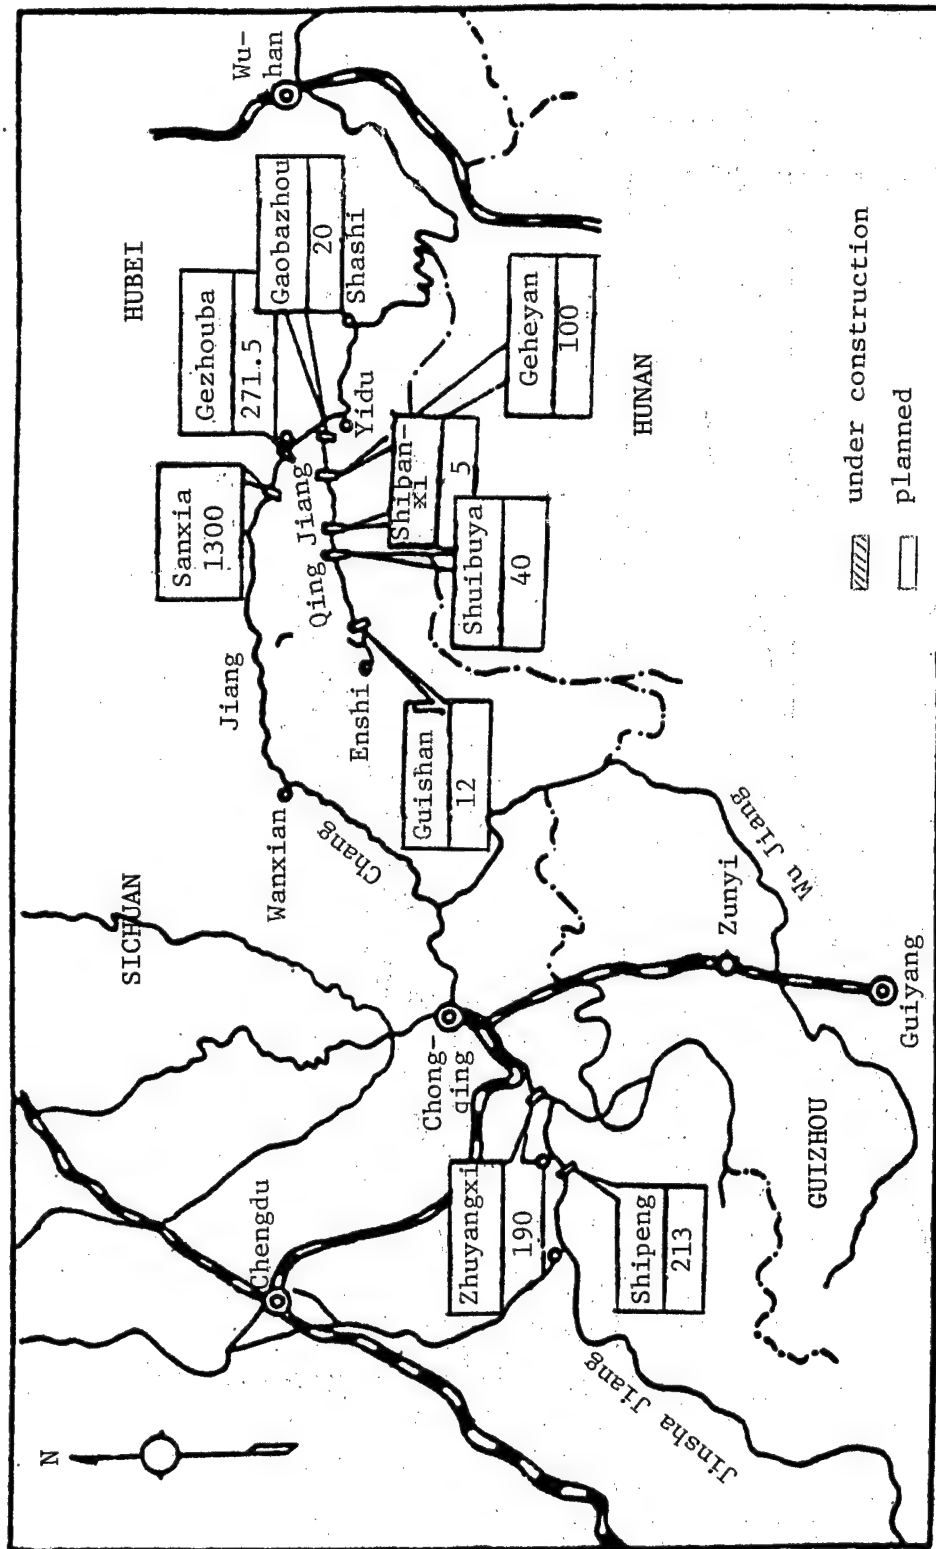 N
SICHUAN
HUBEI
Wu-
han
Sanxia
1300
Gezhouba
271.5
Gaobazhou
20
Shashi
Yidu
Jiang
Wanxian
Chang
Qing Jiang
Enshi
Guishan
12
Shuibuya
40
Shiban-
xi
5
Geheyan
100
HUNAN
Chengdu
Chong-
qing
Zhuyangxi
190
Shipeng
213
Jinsha Jiang
GUIZHOU
Zunyi
Wu Jiang
Guiyang
under construction
planned